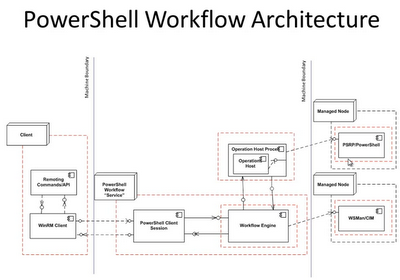 PowerShell Workflow Architecture
Machine Boundary
Machine Boundary
Client
Remoting
Commands/API
WinRM Client
PowerShell
Workflow
"Service"
PowerShell Client
Session
Operation Host Process
Operation
Host
Workflow Engine
Managed Node
PSRP/PowerShell
Managed Node
WSMan/CIM